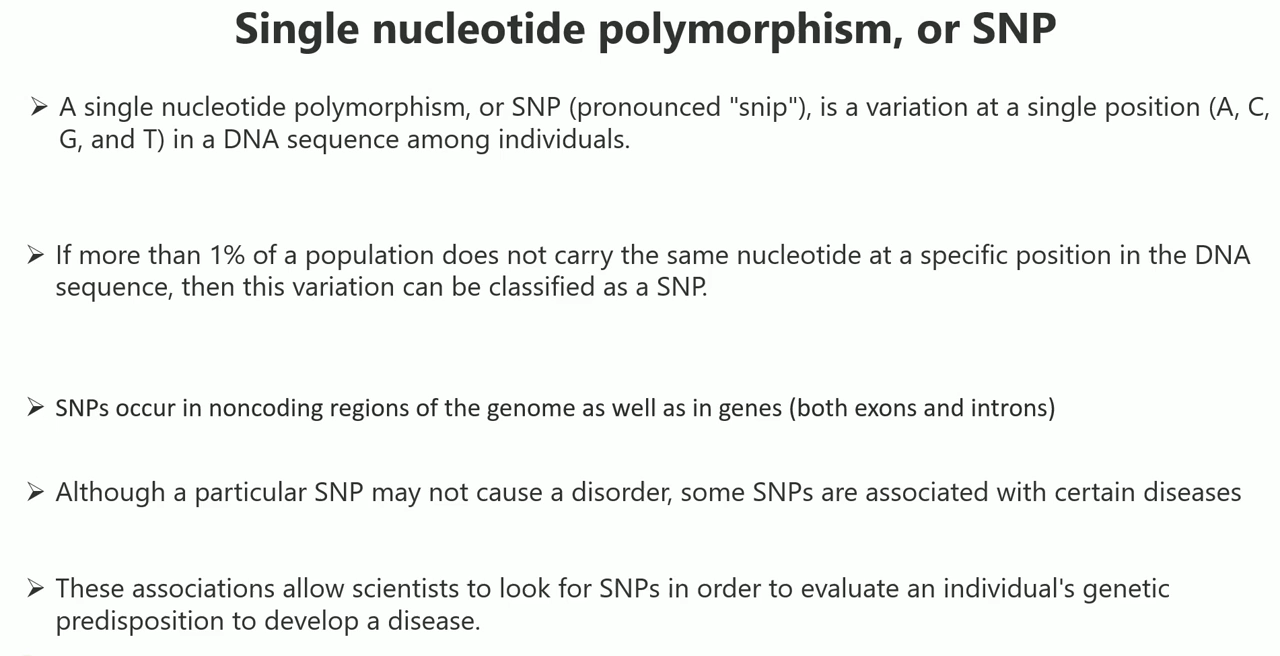 Single nucleotide polymorphism, or SNP
➢ A single nucleotide polymorphism, or SNP (pronounced "snip"), is a variation at a single position (A, C,
G, and T) in a DNA sequence among individuals.
➢ If more than 1% of a population does not carry the same nucleotide at a specific position in the DNA
sequence, then this variation can be classified as a SNP.
➢ SNPs occur in noncoding regions of the genome as well as in genes (both exons and introns)
➢ Although a particular SNP may not cause a disorder, some SNPs are associated with certain diseases
➢ These associations allow scientists to look for SNPs in order to evaluate an individual's genetic
predisposition to develop a disease.